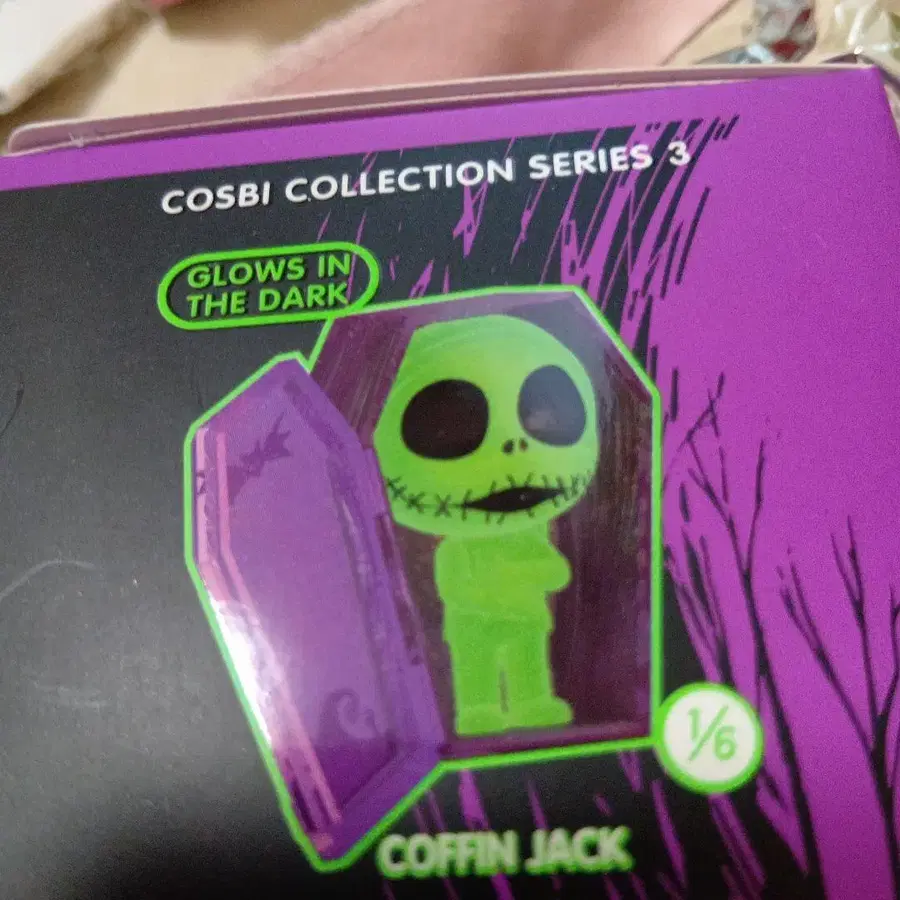 COSBI COLLECTION SERIES 3
GLOWS IN
THE DARK
1/6
COFFIN JACK